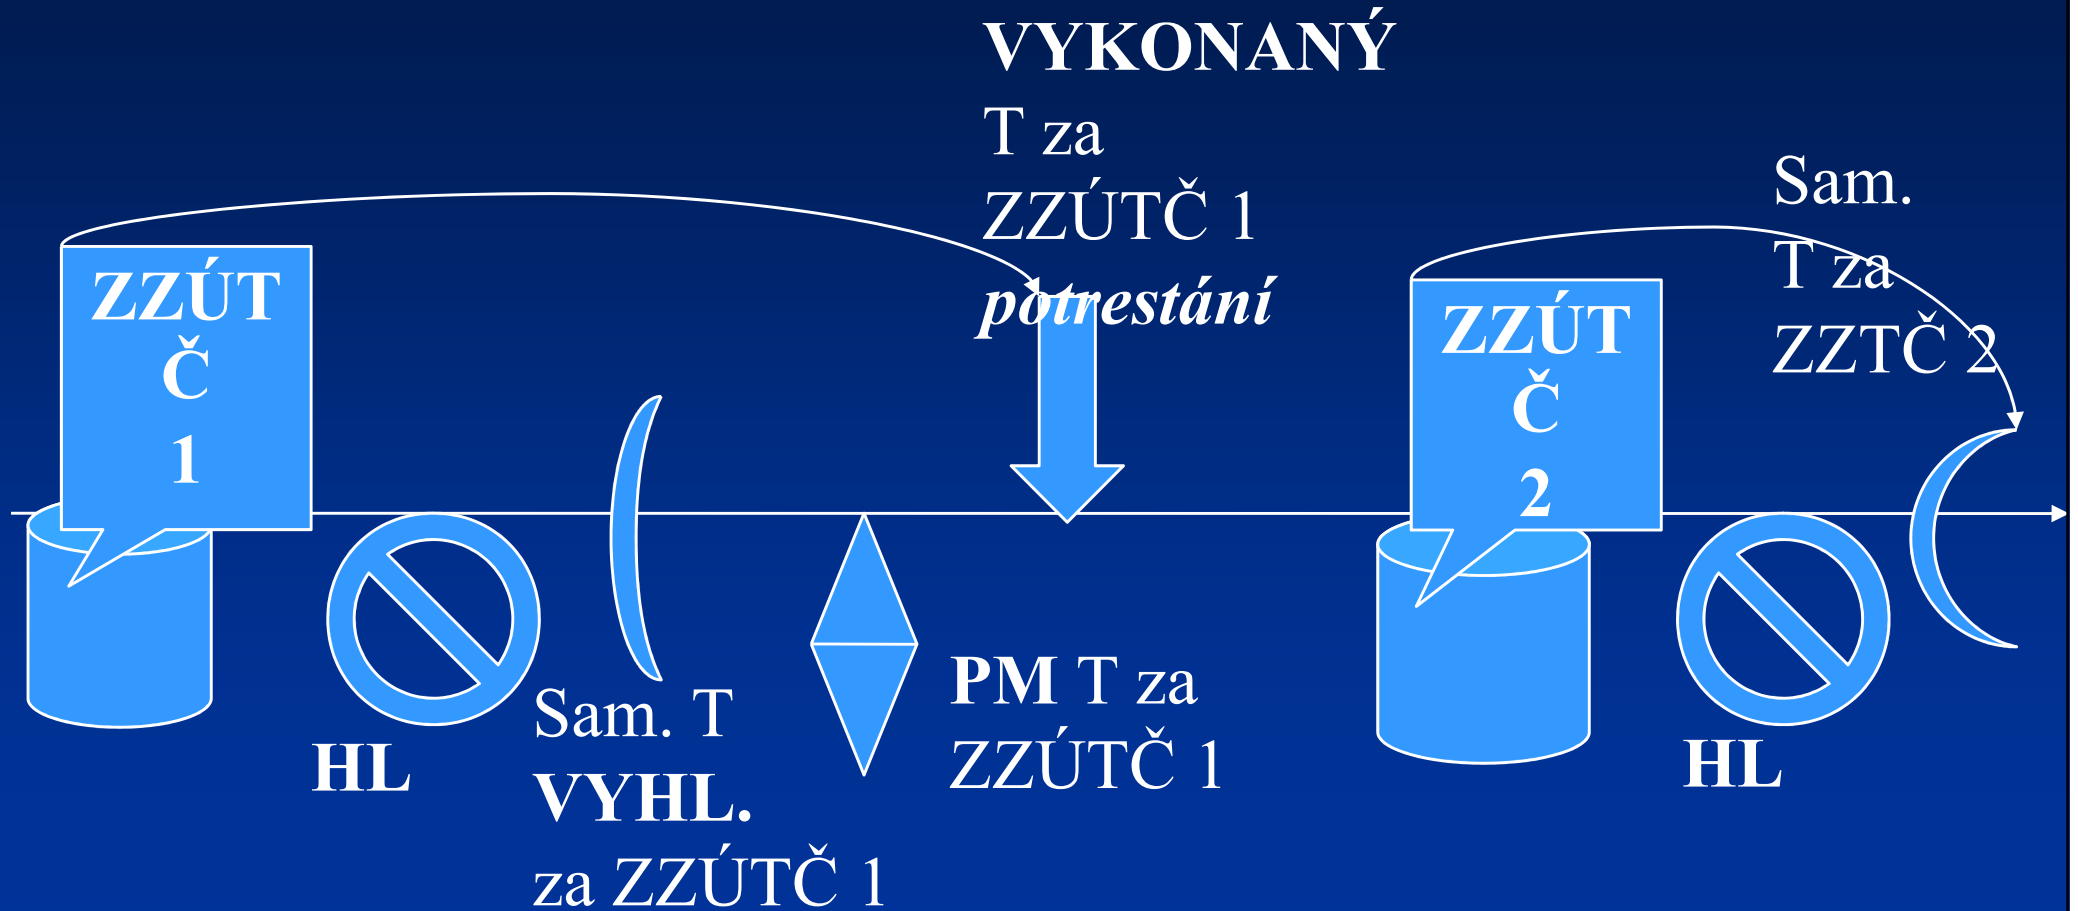 VYKONANÝ
T za
ZZÚTČ 1
potrestání
Sam.
T za
ZZTČ 2
ZZÚT
Č
1
ZZÚT
Č
2
HL
Sam. T
VYHL.
za ZZÚTČ 1
PM T za
ZZÚTČ 1
HL